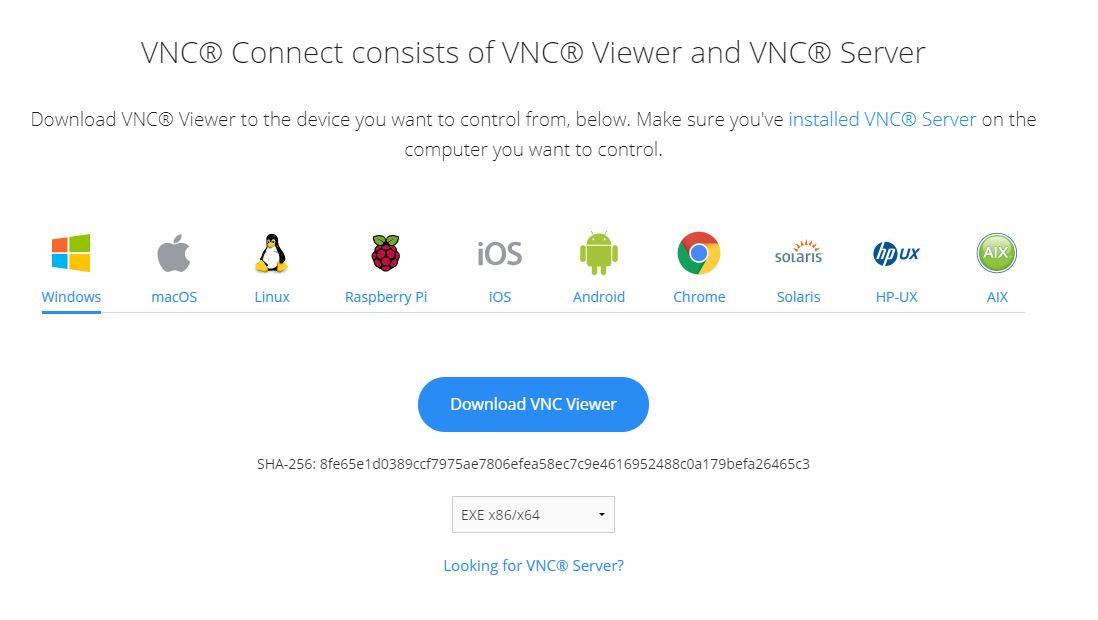 VNC® Connect consists of VNC® Viewer and VNC® Server
Download VNC® Viewer to the device you want to control from, below. Make sure you've installed VNC® Server on the
computer you want to control.
iOS
solaris
hp UX
AIX
Windows
macOS
Linux
Raspberry Pi
iOS
Android
Chrome
Solaris
HP-UX
AIX
Download VNC Viewer
SHA-256: 8fe65e1d0389ccf7975ae7806efea58ec7c9e4616952488c0a179befa26465c3
EXE x86/x64
Looking for VNC® Server?